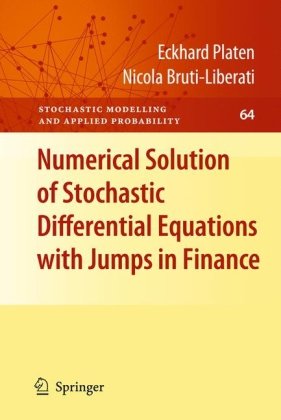 Eckhard Platen
Nicola Bruti-Liberati
STOCHASTIC MODELLING
AND APPLIED PROBABILITY
64
Numerical Solution
of Stochastic
Differential Equations
with Jumps in Finance
Springer